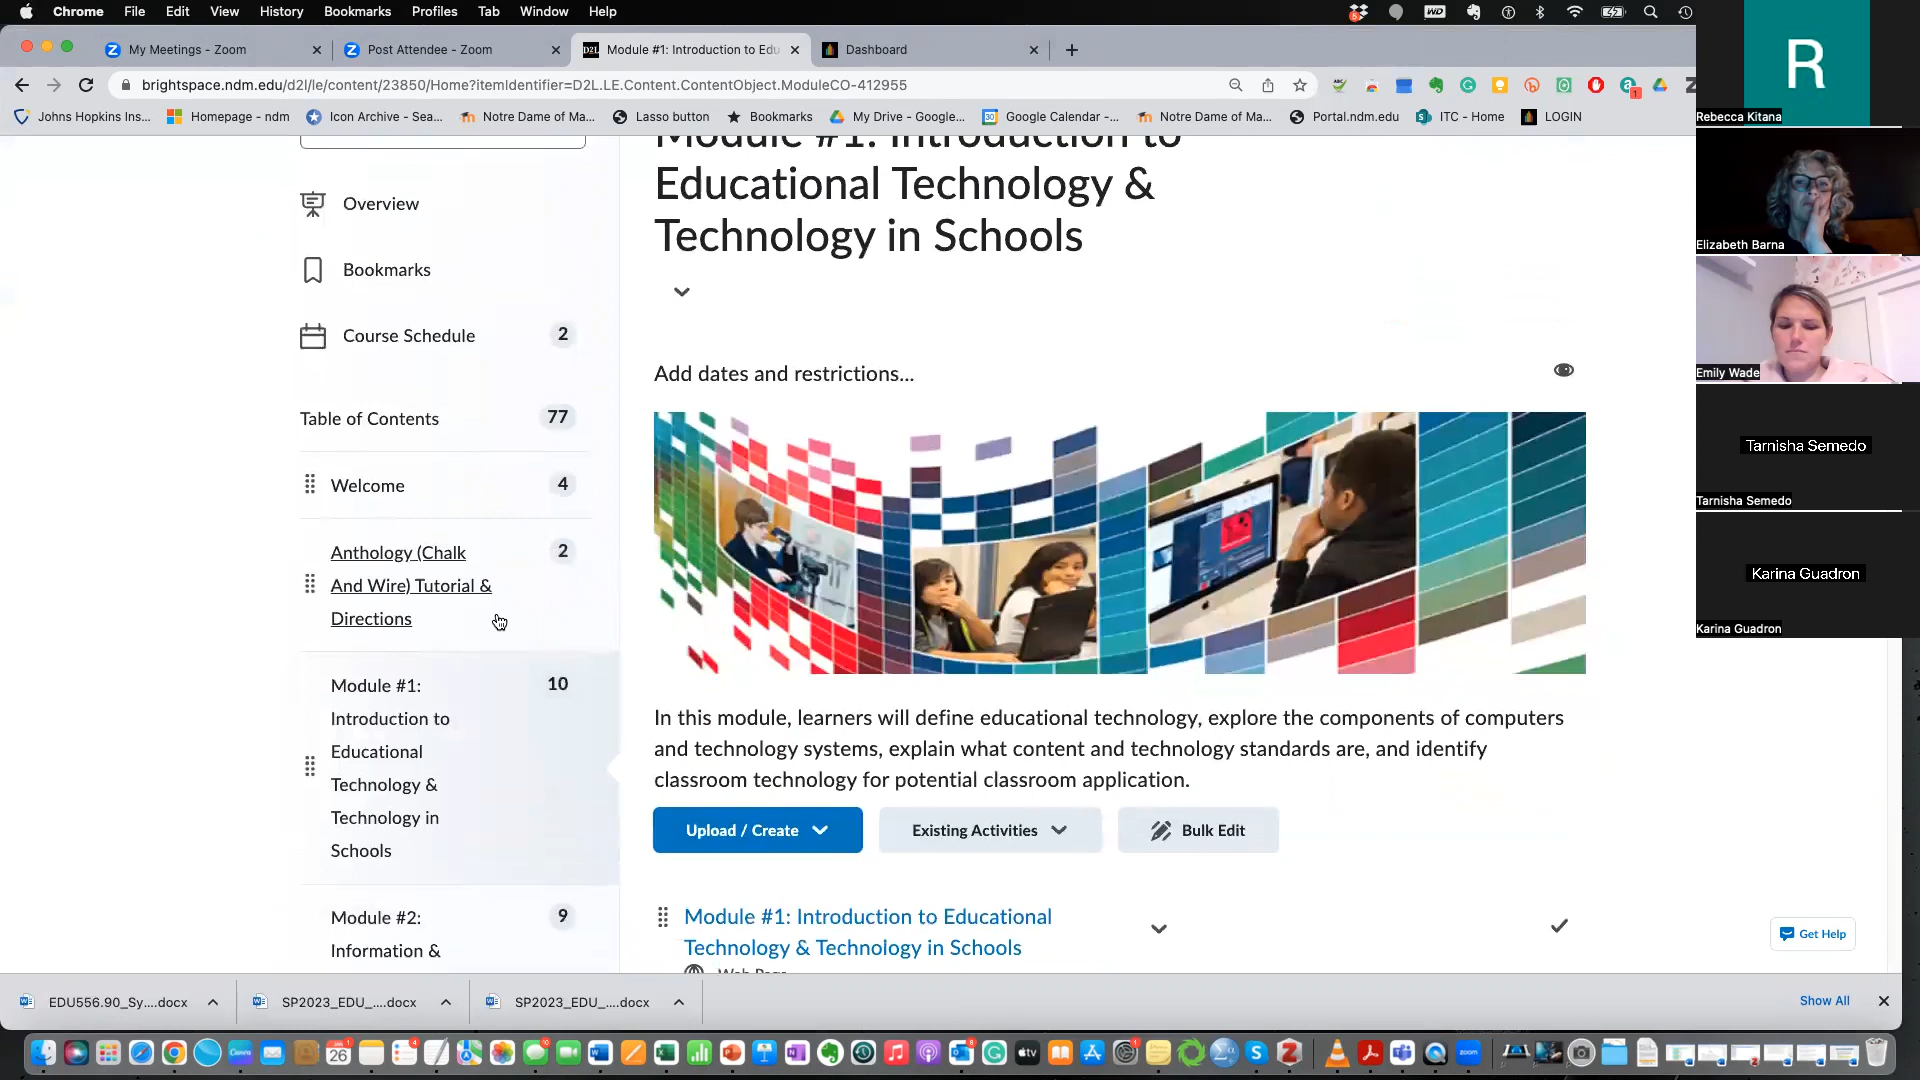 Chrome File Edit View History Bookmarks Profiles Tab Window Help
My Meetings - Zoom
Post Attendee - Zoom
Module #1: Introduction to Edu
Dashboard
brightspace.ndm.edu/d2l/le/content/23850/Home?itemIdentifier=D2L.LE.Content.ContentObject.ModuleCO-412955
Johns Hopkins Ins...
Homepage - ndm
Icon Archive - Sea...
Notre Dame of Ma...
Lasso button
Bookmarks
My Drive - Google...
Google Calendar -...
Notre Dame of Ma...
Portal.ndm.edu
ITC - Home
LOGIN
Overview
Bookmarks
Course Schedule 2
Table of Contents 77
Welcome 4
Anthology (Chalk 2
And Wire) Tutorial &
Directions
Module #1: 10
Introduction to
Educational
Technology &
Technology in
Schools
Module #2: 9
Information &
Module #1: Introduction to
Educational Technology &
Technology in Schools
Add dates and restrictions...
In this module, learners will define educational technology, explore the components of computers
and technology systems, explain what content and technology standards are, and identify
classroom technology for potential classroom application.
Upload / Create
Existing Activities
Bulk Edit
Module #1: Introduction to Educational
Technology & Technology in Schools
Web Page
Get Help
R
Rebecca Kitana
Elizabeth Barna
Emily Wade
Tarnisha Semedo
Tarnisha Semedo
Karina Guadron
Karina Guadron
EDU556.90_Sy....docx
SP2023_EDU_....docx
SP2023_EDU_....docx
Show All